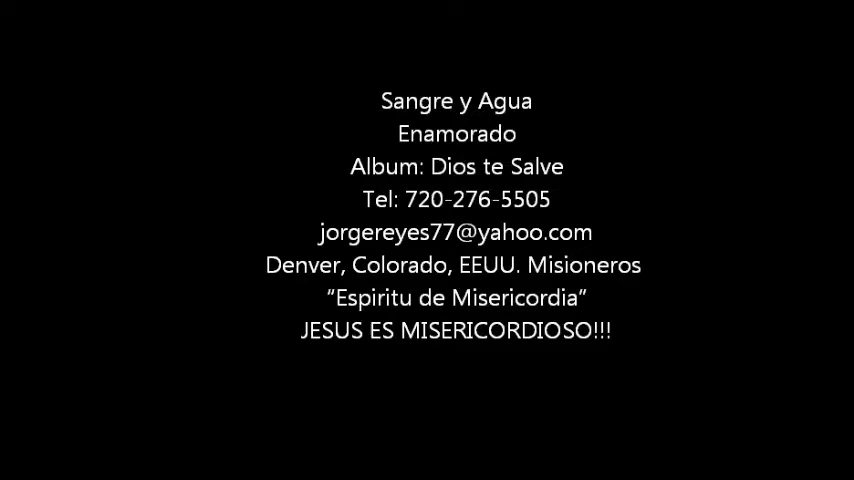 Sangre y Agua
Enamorado
Album: Dios te Salve
Tel: 720-276-5505
jorgereyes77@yahoo.com
Denver, Colorado, EEUU. Misioneros
“Espiritu de Misericordia”
JESUS ES MISERICORDIOSO!!!